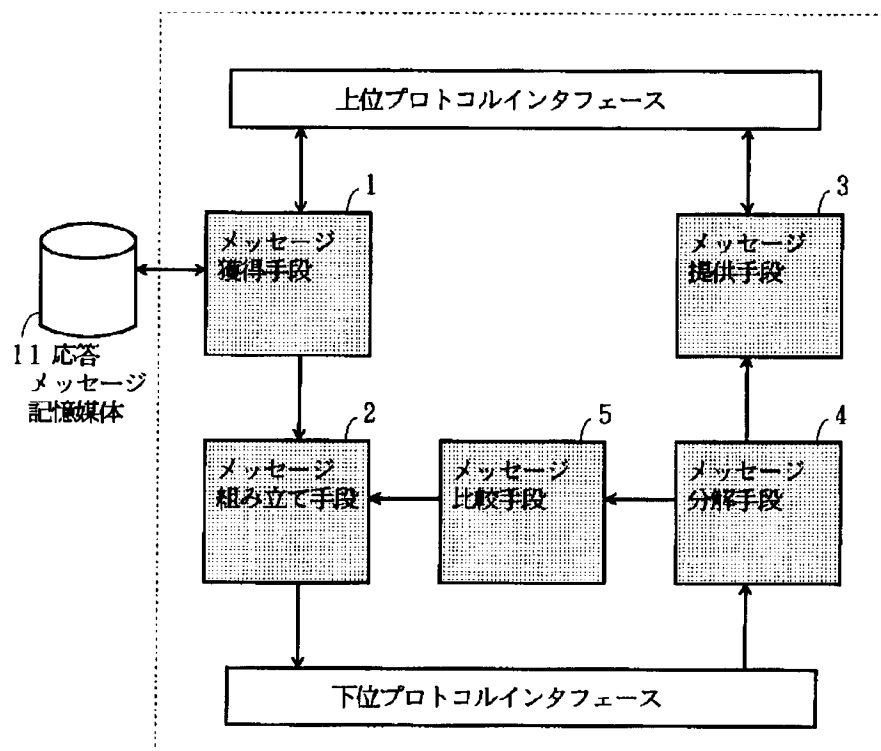 上位プロトコルインタフェース
1
メッセージ
獲得手段
3
メッセージ
提供手段
11 応答
メッセージ
記憶媒体
2
メッセージ
組み立て手段
5
メッセージ
比較手段
4
メッセージ
分解手段
下位プロトコルインタフェース